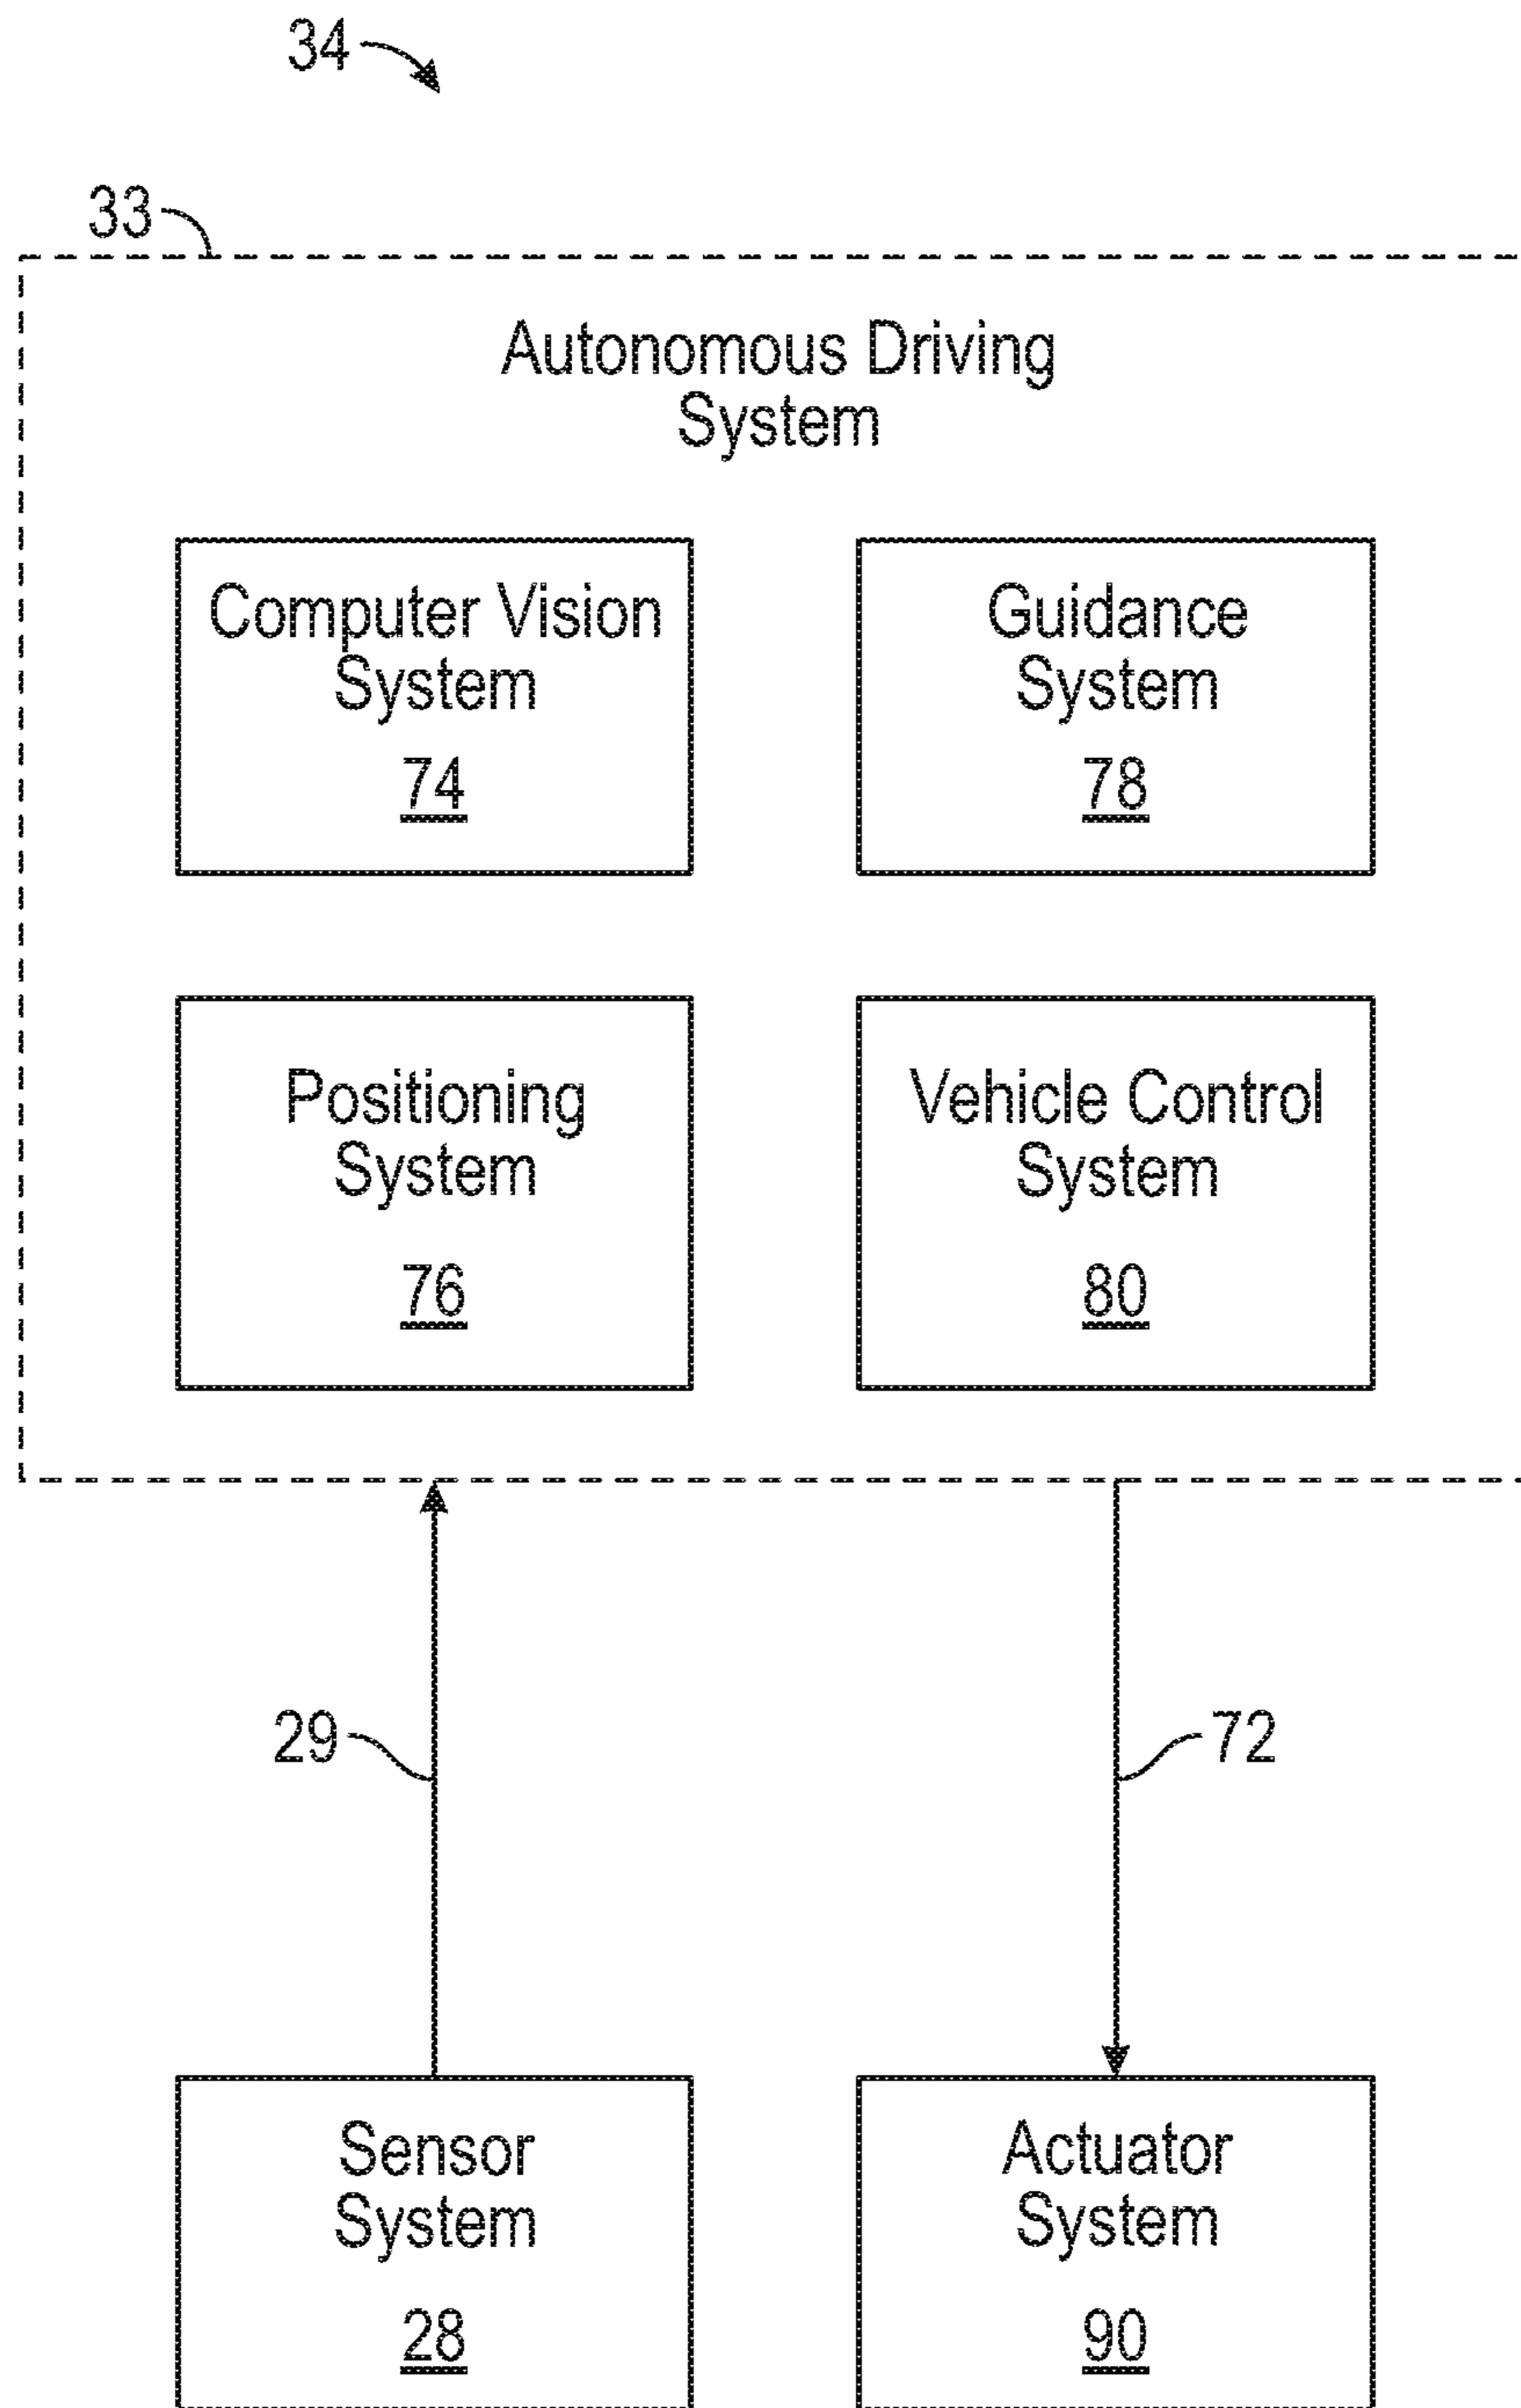 34
33
Autonomous Driving
System
Computer Vision
System
74
Guidance
System
78
Positioning
System
76
Vehicle Control
System
80
29
72
Sensor
System
28
Actuator
System
90